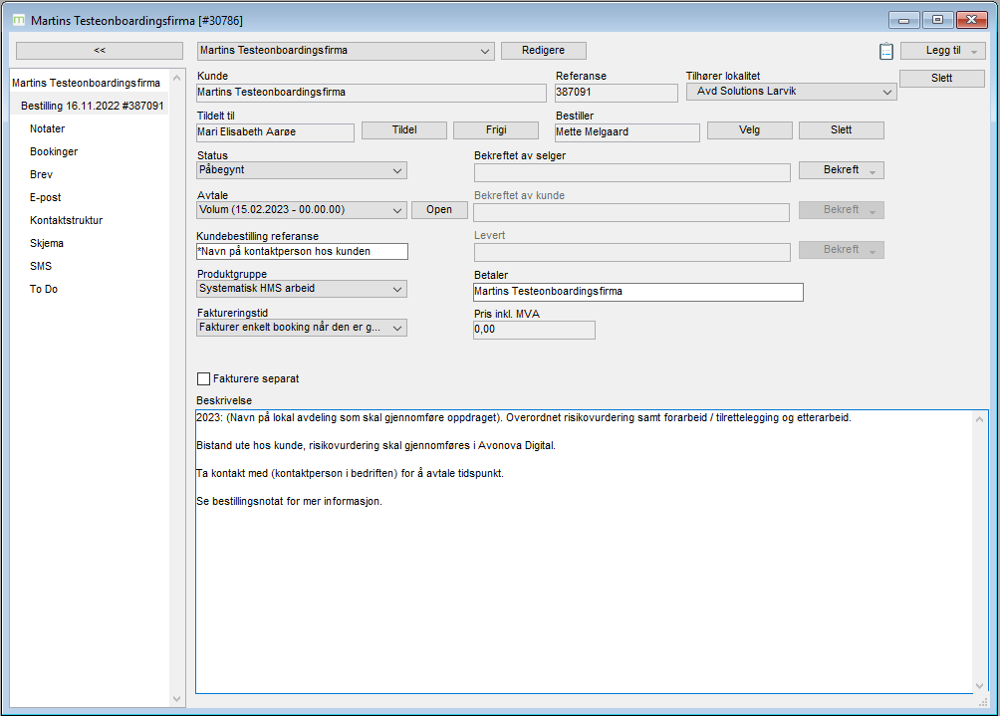 Martins Testeonboardingsfirma [#30786]
<<
Martins Testeonboardingsfirma
Redigere
Legg til
Martins Testeonboardingsfirma
Bestilling 16.11.2022 #387091
Notater
Bookinger
Brev
E-post
Kontaktstruktur
Skjema
SMS
To Do
Kunde
Referanse
Tilhører lokalitet
Slett
Martins Testeonboardingsfirma
387091
Avd Solutions Larvik
Tildelt til
Bestiller
Mari Elisabeth Aarøe
Tildel
Frigi
Mette Melgaard
Velg
Slett
Status
Bekreftet av selger
Påbegynt
Bekreft
Avtale
Bekreftet av kunde
Volum (15.02.2023 - 00.00.00)
Open
Bekreft
Kundebestilling referanse
Levert
*Navn på kontaktperson hos kunden
Bekreft
Produktgruppe
Betaler
Systematisk HMS arbeid
Martins Testeonboardingsfirma
Faktureringstid
Pris inkl. MVA
Fakturer enkelt booking når den er g...
0,00
Fakturere separat
Beskrivelse
2023: (Navn på lokal avdeling som skal gjennomføre oppdraget). Overordnet risikovurdering samt forarbeid / tilrettelegging og etterarbeid.
Bistand ute hos kunde, risikovurdering skal gjennomføres i Avonova Digital.
Ta kontakt med (kontaktperson i bedriften) for å avtale tidspunkt.
Se bestillingsnotat for mer informasjon.